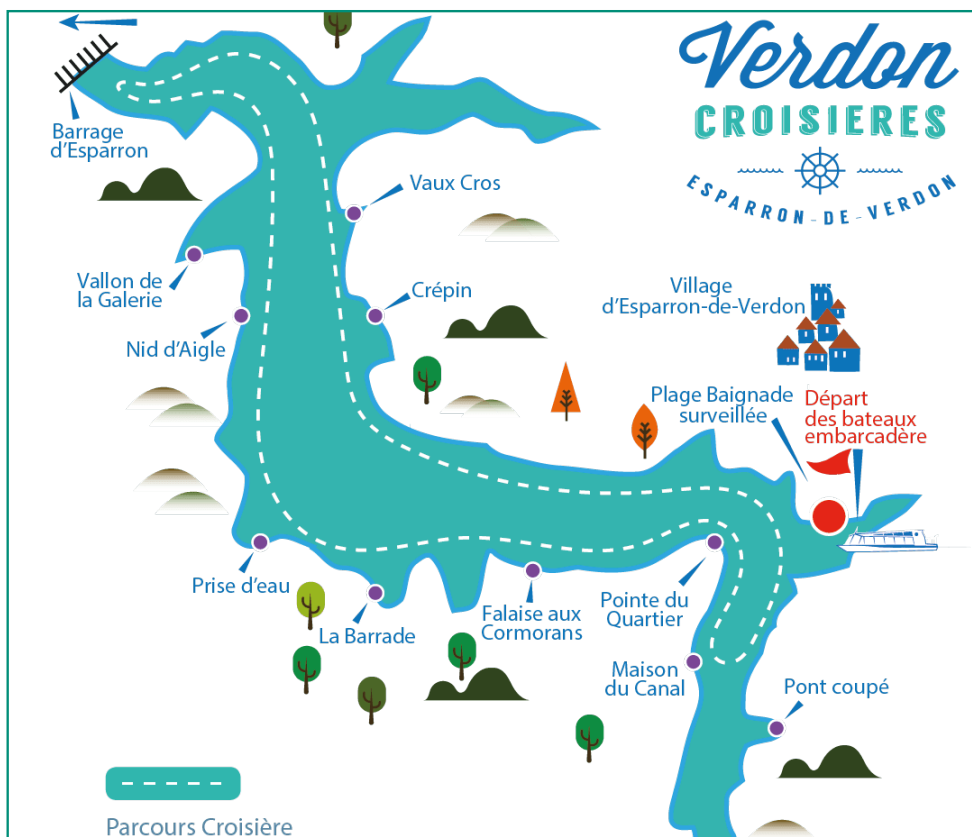 Verdon
CROISIERES
ESPARRON-DE-VERDON
Barrage
d'Esparron
Vaux Cros
Vallon de
la Galerie
Crépin
Nid d'Aigle
Village
d'Esparron-de-Verdon
Plage Baignade
surveillée
Départ
des bateaux
embarcadère
Prise d'eau
La Barrade
Falaise aux
Cormorans
Pointe du
Quartier
Maison
du Canal
Pont coupé
Parcours Croisière